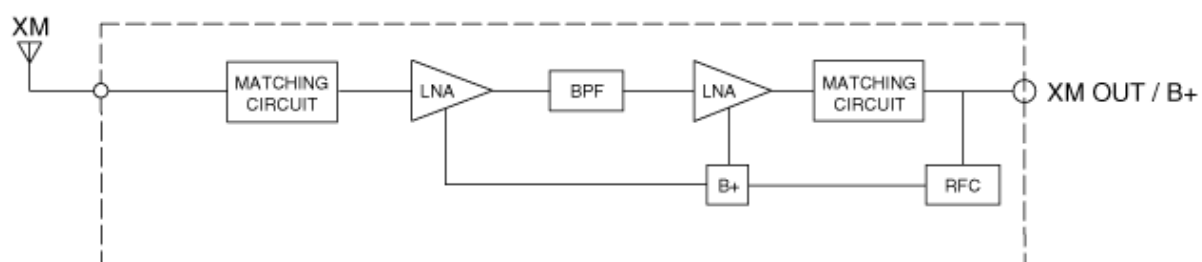 XM
MATCHING
CIRCUIT
LNA
BPF
LNA
MATCHING
CIRCUIT
XM OUT / B+
B+
RFC